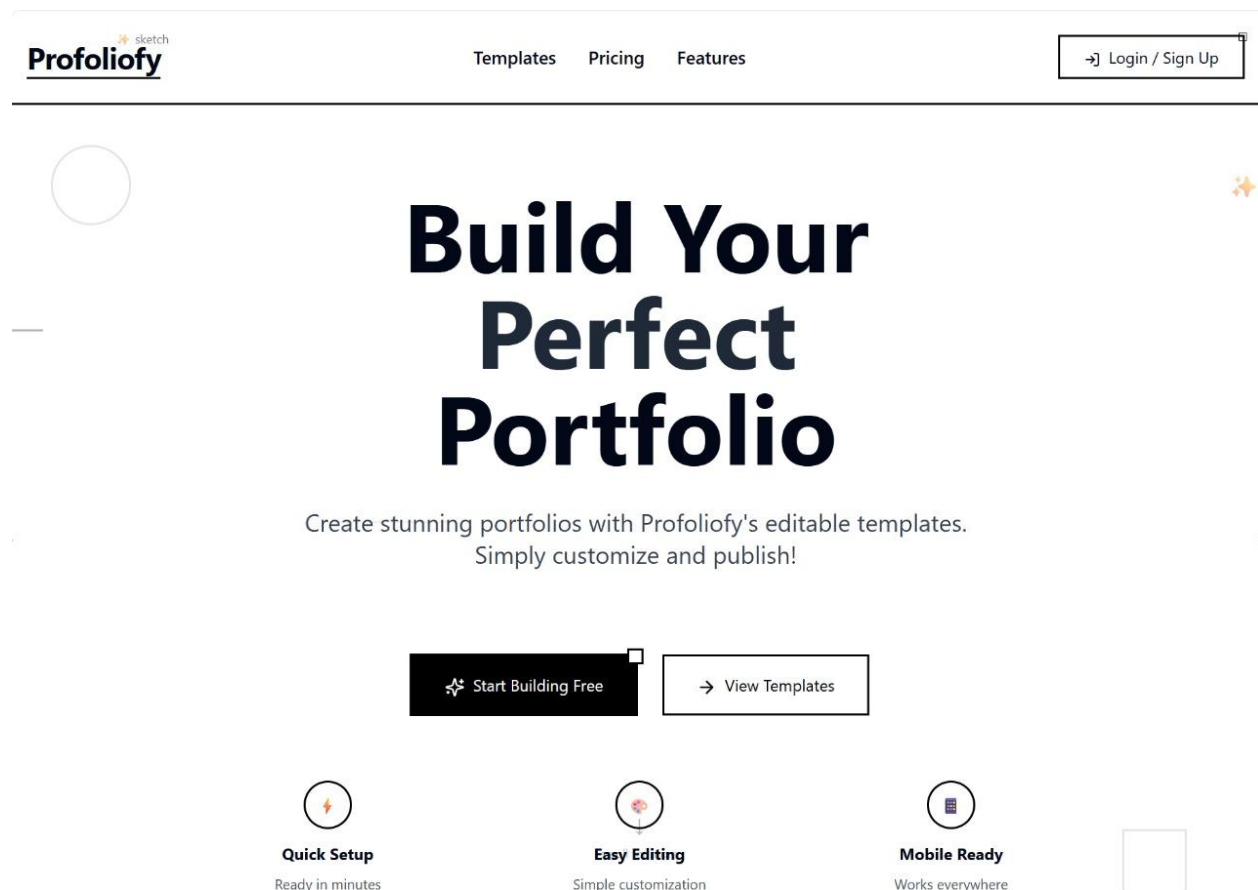 sketch
Profoliofy
Templates
Pricing
Features
Login / Sign Up
Build Your
Perfect
Portfolio
Create stunning portfolios with Profoliofy's editable templates.
Simply customize and publish!
Start Building Free
View Templates
Quick Setup
Easy Editing
Mobile Ready
Ready in minutes
Simple customization
Works everywhere